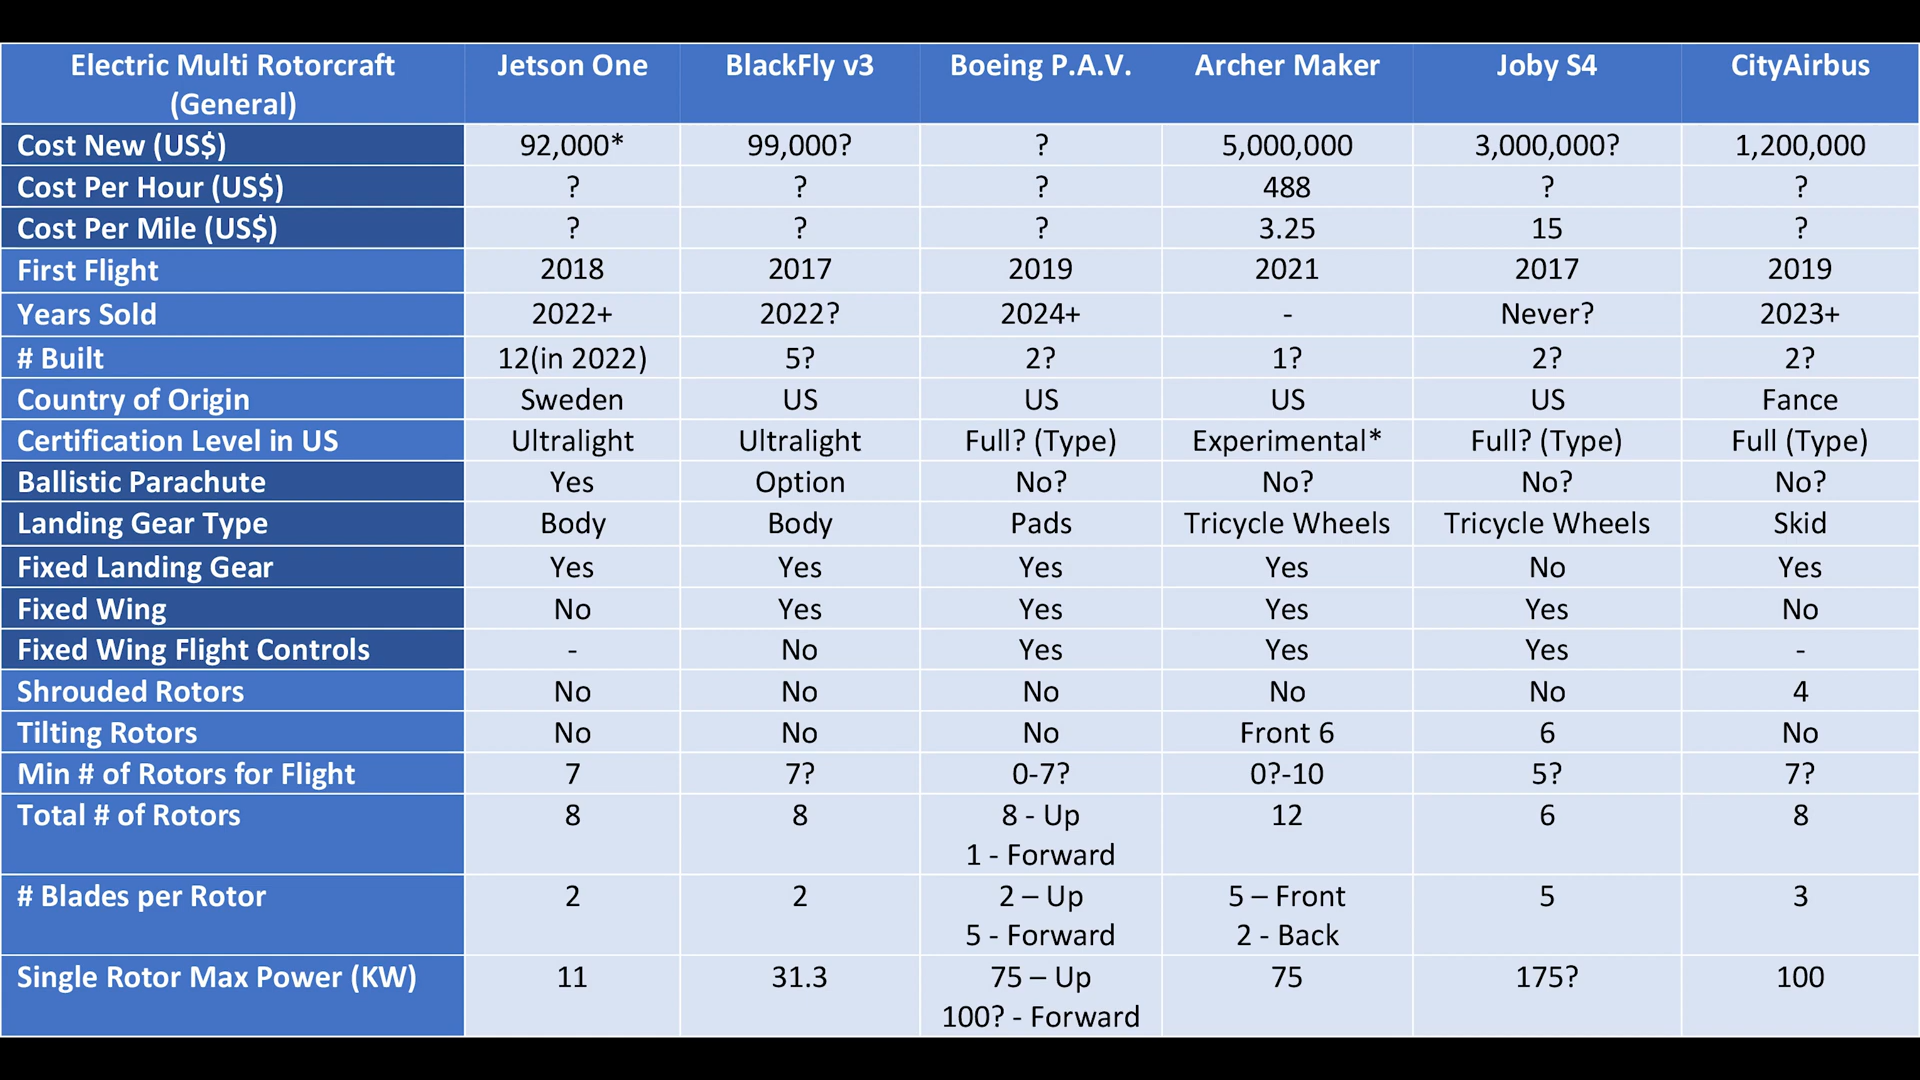 Electric Multi Rotorcraft (General) Jetson One BlackFly v3 Boeing P.A.V. Archer Maker Joby S4 CityAirbus
Cost New (US$) 92,000* 99,000? ? 5,000,000 3,000,000? 1,200,000
Cost Per Hour (US$) ? ? ? 488 ? ?
Cost Per Mile (US$) ? ? ? 3.25 15 ?
First Flight 2018 2017 2019 2021 2017 2019
Years Sold 2022+ 2022? 2024+ - Never? 2023+
# Built 12(in 2022) 5? 2? 1? 2? 2?
Country of Origin Sweden US US US US Fance
Certification Level in US Ultralight Ultralight Full? (Type) Experimental* Full? (Type) Full (Type)
Ballistic Parachute Yes Option No? No? No? No?
Landing Gear Type Body Body Pads Tricycle Wheels Tricycle Wheels Skid
Fixed Landing Gear Yes Yes Yes Yes No Yes
Fixed Wing No Yes Yes Yes Yes No
Fixed Wing Flight Controls - No Yes Yes Yes -
Shrouded Rotors No No No No No 4
Tilting Rotors No No No Front 6 6 No
Min # of Rotors for Flight 7 7? 0-7? 0?-10 5? 7?
Total # of Rotors 8 8 8 - Up 12 6 8
1 - Forward
# Blades per Rotor 2 2 2 – Up 5 – Front 5 3
5 - Forward 2 - Back
Single Rotor Max Power (KW) 11 31.3 75 – Up 75 175? 100
100? - Forward